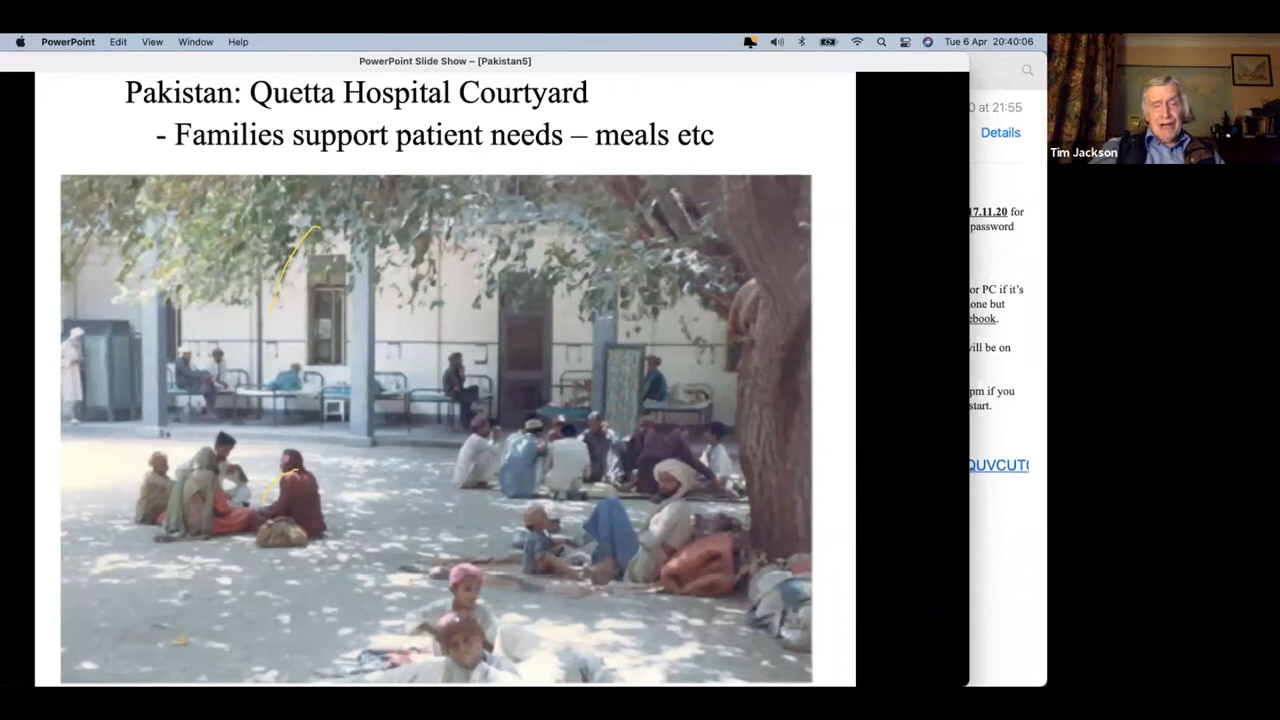 PowerPoint Edit View Window Help Tue 6 Apr 20:40:06
PowerPoint Slide Show – [Pakistan5]
Pakistan: Quetta Hospital Courtyard
- Families support patient needs – meals etc
at 21:55
Details
17.11.20 for
password
or PC if it's
one but
ebook.
will be on
pm if you
start.
QUVCUT
Tim Jackson